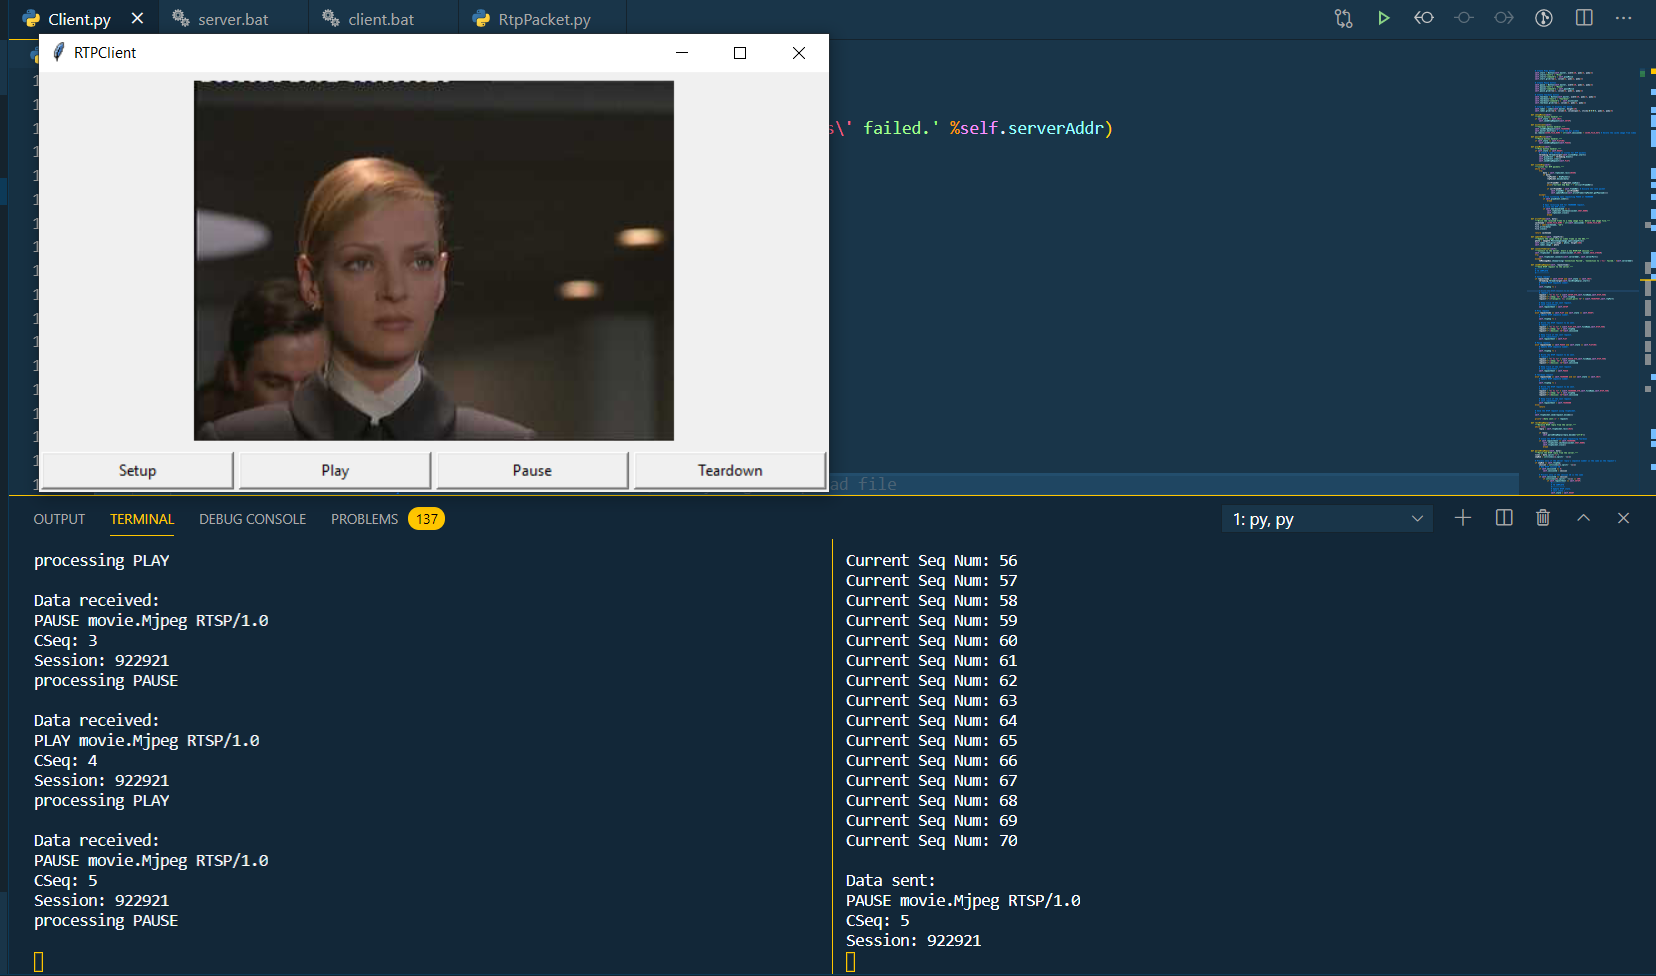 Client.py
server.bat
client.bat
RtpPacket.py
RTPClient
s\' failed.' %self.serverAddr)
Setup
Play
Pause
Teardown
ad file
OUTPUT
TERMINAL
DEBUG CONSOLE
PROBLEMS
137
1: py, py
processing PLAY
Data received:
PAUSE movie.Mjpeg RTSP/1.0
CSeq: 3
Session: 922921
processing PAUSE
Data received:
PLAY movie.Mjpeg RTSP/1.0
CSeq: 4
Session: 922921
processing PLAY
Data received:
PAUSE movie.Mjpeg RTSP/1.0
CSeq: 5
Session: 922921
processing PAUSE
Current Seq Num: 56
Current Seq Num: 57
Current Seq Num: 58
Current Seq Num: 59
Current Seq Num: 60
Current Seq Num: 61
Current Seq Num: 62
Current Seq Num: 63
Current Seq Num: 64
Current Seq Num: 65
Current Seq Num: 66
Current Seq Num: 67
Current Seq Num: 68
Current Seq Num: 69
Current Seq Num: 70
Data sent:
PAUSE movie.Mjpeg RTSP/1.0
CSeq: 5
Session: 922921